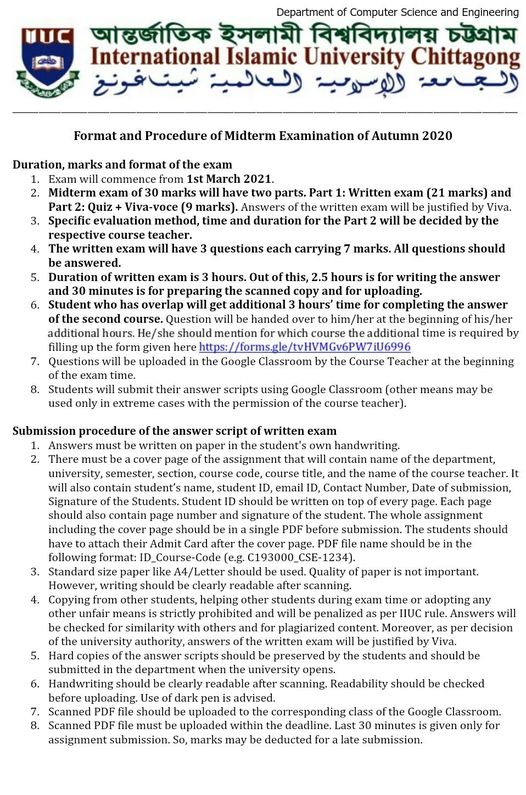 Department of Computer Science and Engineering
IIUC
আন্তর্জাতিক ইসলামী বিশ্ববিদ্যালয় চট্টগ্রাম
International Islamic University Chittagong
الجامعة الإسلامية العالمية شيتاغونغ
Format and Procedure of Midterm Examination of Autumn 2020
Duration, marks and format of the exam
1. Exam will commence from 1st March 2021.
2. Midterm exam of 30 marks will have two parts. Part 1: Written exam (21 marks) and
Part 2: Quiz + Viva-voce (9 marks). Answers of the written exam will be justified by Viva.
3. Specific evaluation method, time and duration for the Part 2 will be decided by the
respective course teacher.
4. The written exam will have 3 questions each carrying 7 marks. All questions should
be answered.
5. Duration of written exam is 3 hours. Out of this, 2.5 hours is for writing the answer
and 30 minutes is for preparing the scanned copy and for uploading.
6. Student who has overlap will get additional 3 hours' time for completing the answer
of the second course. Question will be handed over to him/her at the beginning of his/her
additional hours. He/she should mention for which course the additional time is required by
filling up the form given here https://forms.gle/tvHVMGv6PW7iU6996
7. Questions will be uploaded in the Google Classroom by the Course Teacher at the beginning
of the exam time.
8. Students will submit their answer scripts using Google Classroom (other means may be
used only in extreme cases with the permission of the course teacher).
Submission procedure of the answer script of written exam
1. Answers must be written on paper in the student's own handwriting.
2. There must be a cover page of the assignment that will contain name of the department,
university, semester, section, course code, course title, and the name of the course teacher. It
will also contain student's name, student ID, email ID, Contact Number, Date of submission,
Signature of the Students. Student ID should be written on top of every page. Each page
should also contain page number and signature of the student. The whole assignment
including the cover page should be in a single PDF before submission. The students should
have to attach their Admit Card after the cover page. PDF file name should be in the
following format: ID_Course-Code (e.g. C193000_CSE-1234).
3. Standard size paper like A4/Letter should be used. Quality of paper is not important.
However, writing should be clearly readable after scanning.
4. Copying from other students, helping other students during exam time or adopting any
other unfair means is strictly prohibited and will be penalized as per IIUC rule. Answers will
be checked for similarity with others and for plagiarized content. Moreover, as per decision
of the university authority, answers of the written exam will be justified by Viva.
5. Hard copies of the answer scripts should be preserved by the students and should be
submitted in the department when the university opens.
6. Handwriting should be clearly readable after scanning. Readability should be checked
before uploading. Use of dark pen is advised.
7. Scanned PDF file should be uploaded to the corresponding class of the Google Classroom.
8. Scanned PDF file must be uploaded within the deadline. Last 30 minutes is given only for
assignment submission. So, marks may be deducted for a late submission.